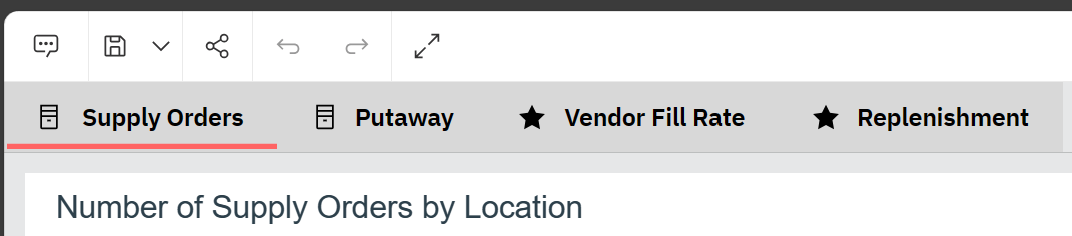 Supply Orders Putaway Vendor Fill Rate Replenishment
Number of Supply Orders by Location